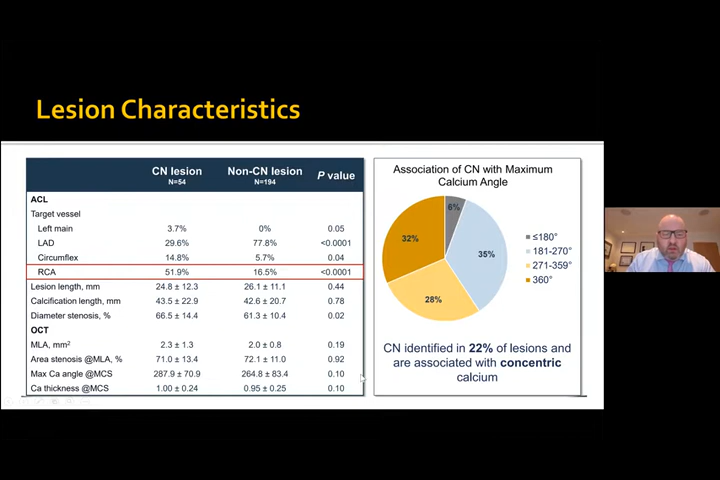 Lesion Characteristics
CN lesion Non-CN lesion P value
N=54 N=194
ACL
Target vessel
Left main 3.7% 0% 0.05
LAD 29.6% 77.8% <0.0001
Circumflex 14.8% 5.7% 0.04
RCA 51.9% 16.5% <0.0001
Lesion length, mm 24.8 ± 12.3 26.1 ± 11.1 0.44
Calcification length, mm 43.5 ± 22.9 42.6 ± 20.7 0.78
Diameter stenosis, % 66.5 ± 14.4 61.3 ± 10.4 0.02
OCT
MLA, mm² 2.3 ± 1.3 2.0 ± 0.8 0.19
Area stenosis @MLA, % 71.0 ± 13.4 72.1 ± 11.0 0.92
Max Ca angle @MCS 287.9 ± 70.9 264.8 ± 83.4 0.10
Ca thickness @MCS 1.00 ± 0.24 0.95 ± 0.25 0.10
Association of CN with Maximum
Calcium Angle
6%
32%
35%
28%
≤180°
181-270°
271-359°
360°
CN identified in 22% of lesions and
are associated with concentric
calcium